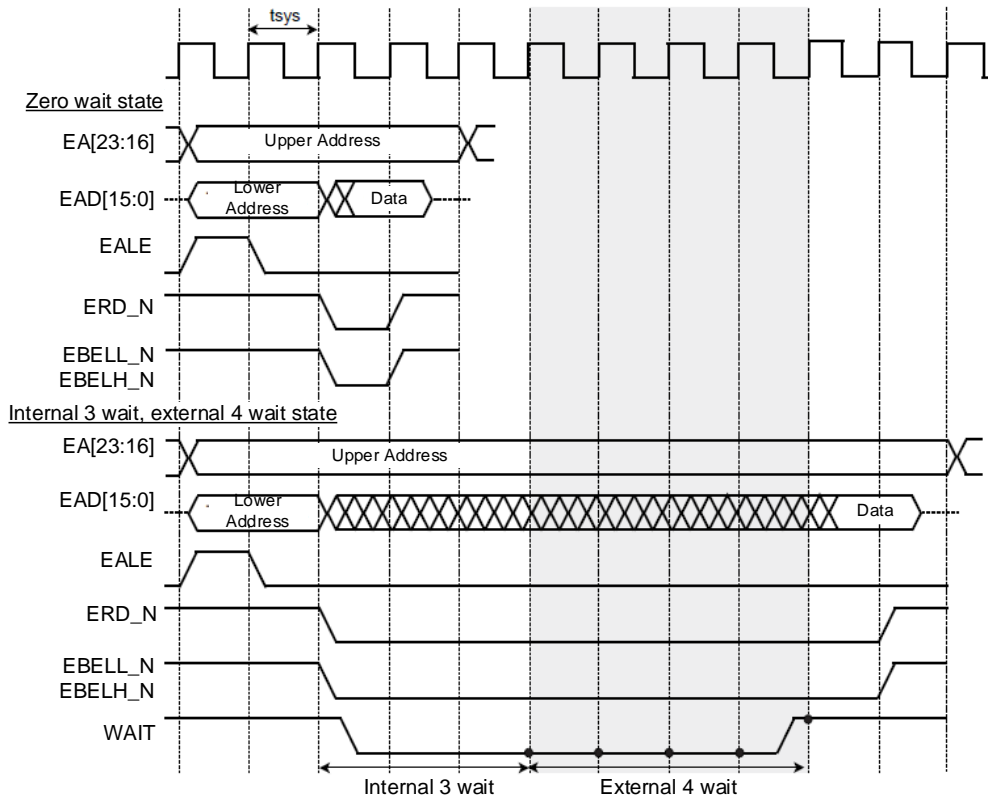 tsys
Zero wait state
EA[23:16]
Upper Address
EAD[15:0]
Lower
Address
Data
EALE
ERD_N
EBELL_N
EBELH_N
Internal 3 wait, external 4 wait state
EA[23:16]
Upper Address
EAD[15:0]
Lower
Address
Data
EALE
ERD_N
EBELL_N
EBELH_N
WAIT
Internal 3 wait
External 4 wait